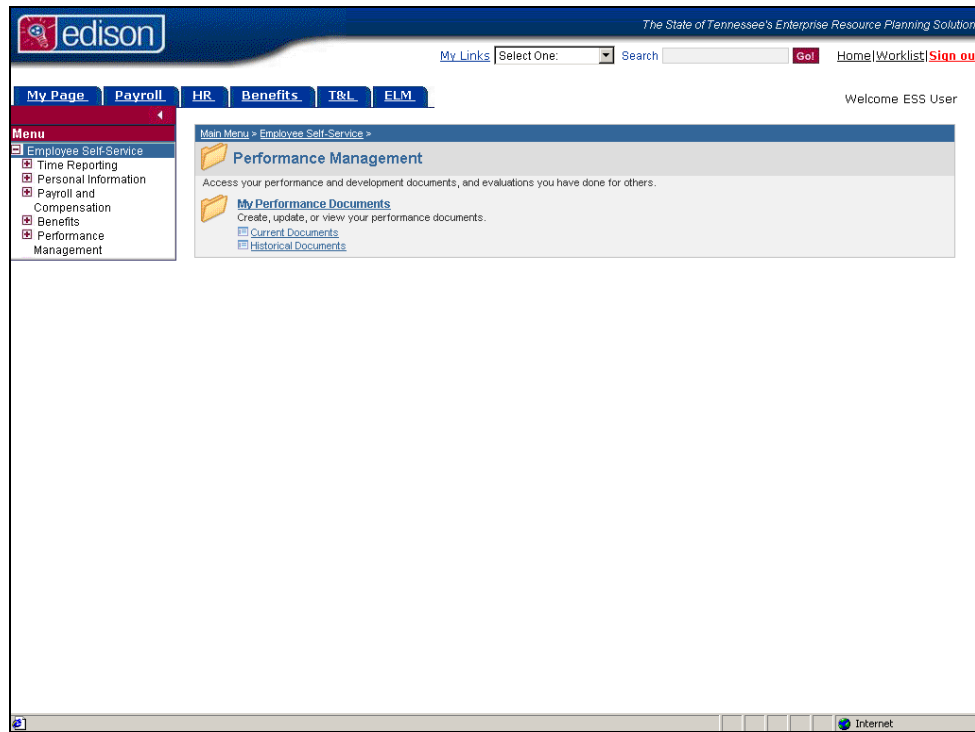 edison
The State of Tennessee's Enterprise Resource Planning Solution
My Links Select One: Search Go! Home|Worklist|Sign ou
My Page Payroll HR Benefits T&L ELM
Welcome ESS User
Menu
Employee Self-Service
Time Reporting
Personal Information
Payroll and
Compensation
Benefits
Performance
Management
Main Menu > Employee Self-Service >
Performance Management
Access your performance and development documents, and evaluations you have done for others.
My Performance Documents
Create, update, or view your performance documents.
Current Documents
Historical Documents
Internet